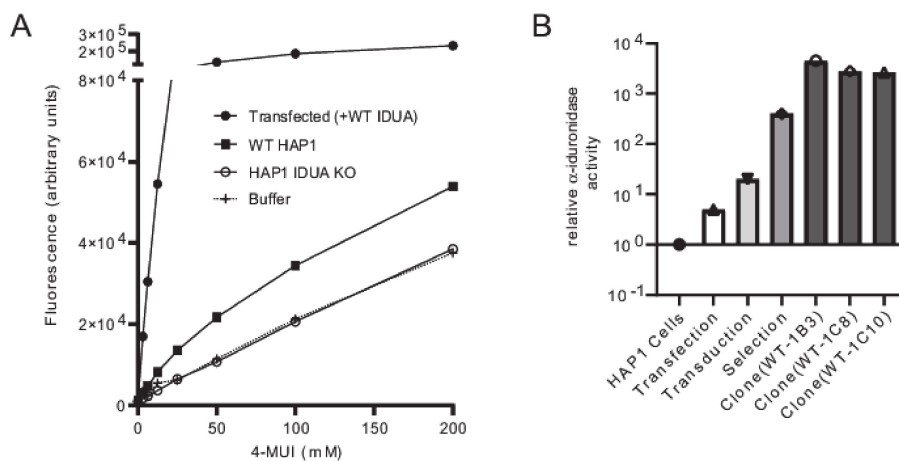 A
Fluorescence (arbitrary units)
3×10⁵
2×10⁵
8×10⁴
6×10⁴
4×10⁴
2×10⁴
0
Transfected (+WT IDUA)
WT HAP1
HAP1 IDUA KO
Buffer
0 50 100 150 200
4-MUI (mM)
B
relative α-iduronidase
activity
10⁴
10³
10²
10¹
10⁰
10⁻¹
HAP1 Cells
Transfection
Transduction
Selection
Clone(WT-1B3)
Clone(WT-1C8)
Clone(WT-1C10)